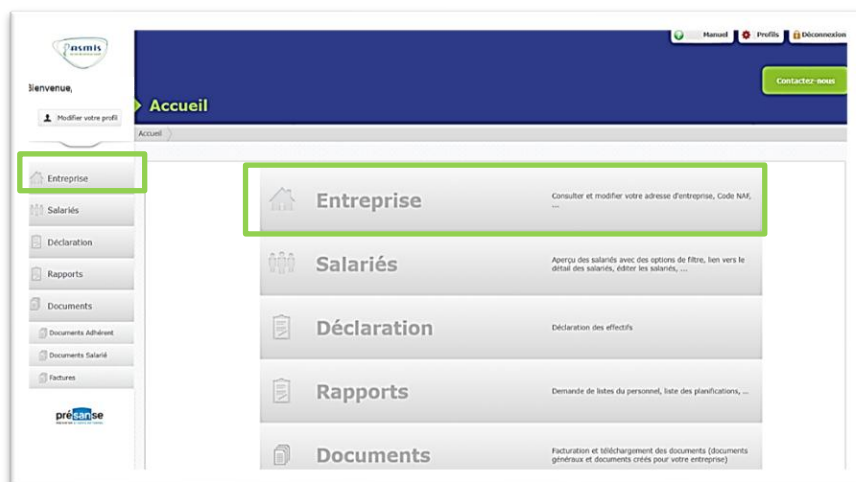 asmis
Manuel
Profils
Déconnexion
Bienvenue,
Contactez-nous
Modifier votre profil
Accueil
Accueil
Entreprise
Salariés
Déclaration
Rapports
Documents
Documents Adhérent
Documents Salarié
Factures
présanse
Entreprise
Consulter et modifier votre adresse d'entreprise, Code NAF,
...
Salariés
Aperçu des salariés avec des options de filtre, lien vers le
détail des salariés, éditer les salariés, ...
Déclaration
Déclaration des effectifs
Rapports
Demande de listes du personnel, liste des planifications, ...
Documents
Facturation et téléchargement des documents (documents
généraux et documents créés pour votre entreprise)